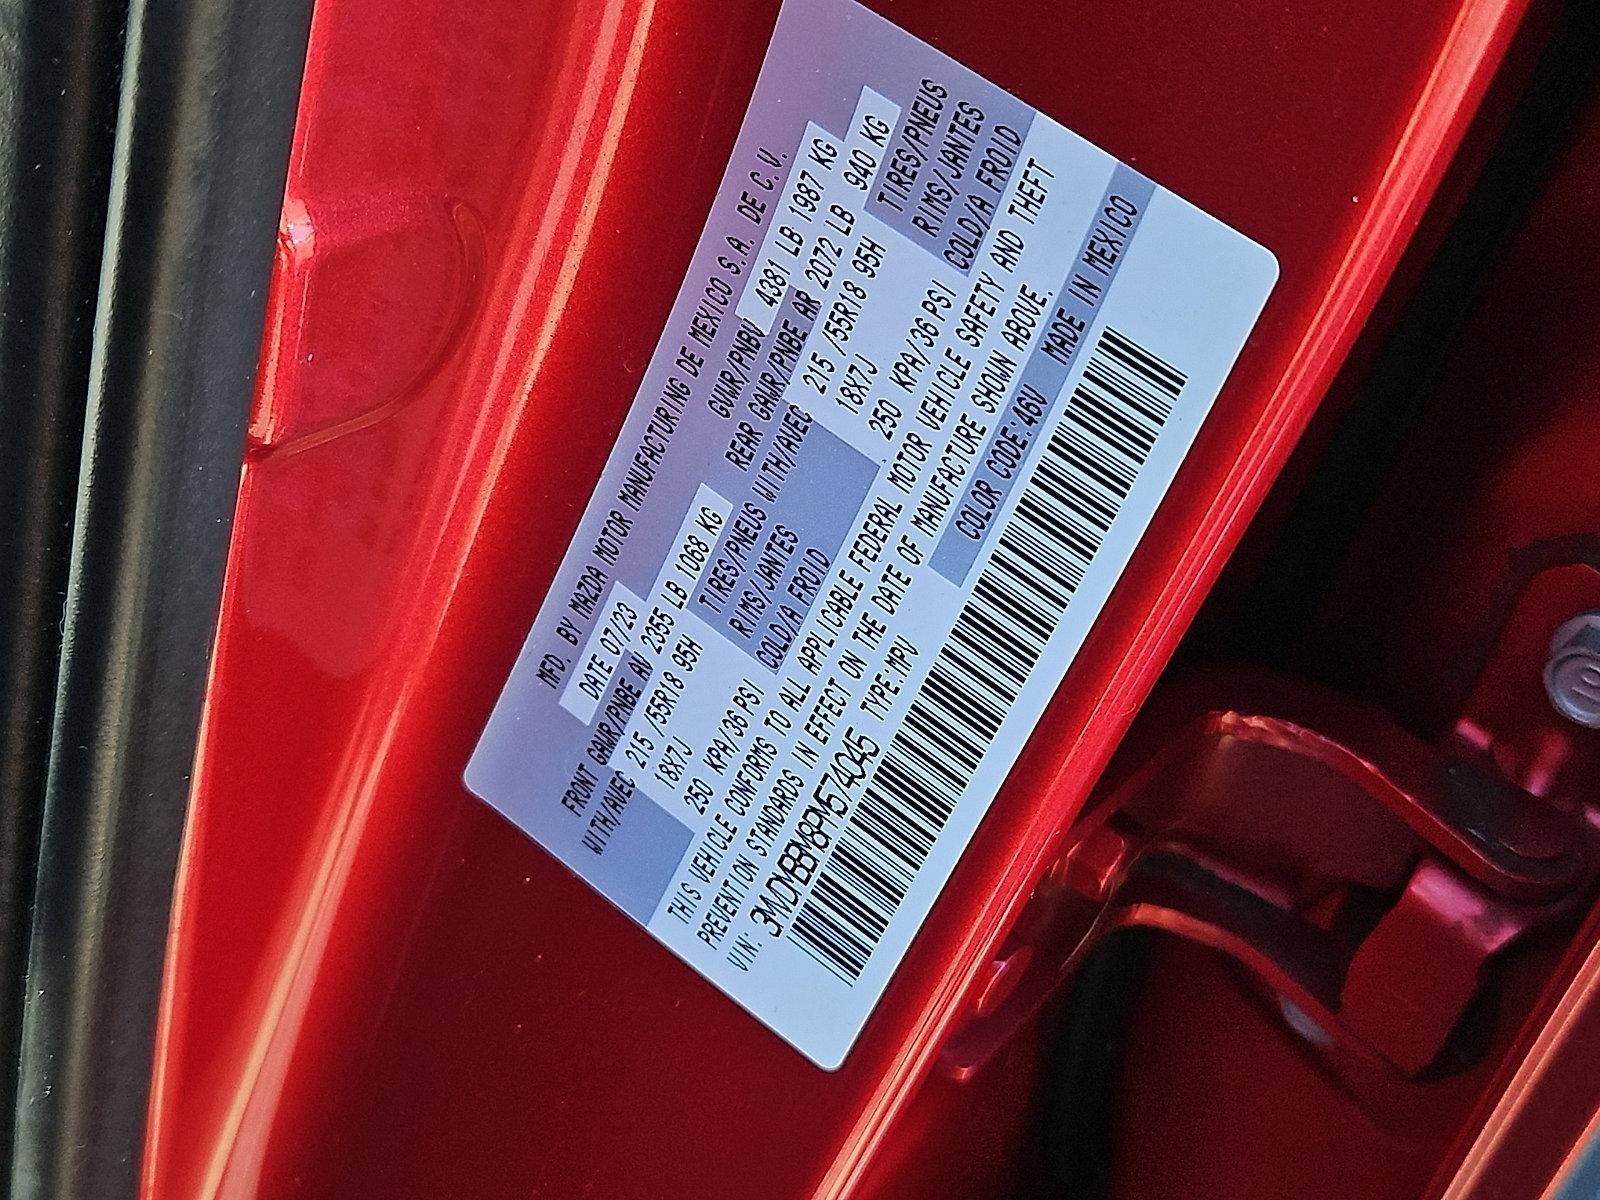 MFD. BY MAZDA MOTOR MANUFACTURING DE MEXICO S.A. DE C.V.
DATE 07/23 GVWR/PNBV 4381 LB 1987 KG
FRONT GAWR/PNBE AV 2355 LB 1068 KG REAR GAWR/PNBE AR 2072 LB 940 KG
WITH/AVEC 215 /55R18 95H TIRES/PNEUS WITH/AVEC 215 /55R18 95H TIRES/PNEUS
18X7J RIMS/JANTES 18X7J RIMS/JANTES
250 KPA/36 PSI COLD/A FROID 250 KPA/36 PSI COLD/A FROID
THIS VEHICLE CONFORMS TO ALL APPLICABLE FEDERAL MOTOR VEHICLE SAFETY AND THEFT
PREVENTION STANDARDS IN EFFECT ON THE DATE OF MANUFACTURE SHOWN ABOVE.
VIN: 3MVDMBBM8PM574045 TYPE:MPV COLOR CODE:46V MADE IN MEXICO
10